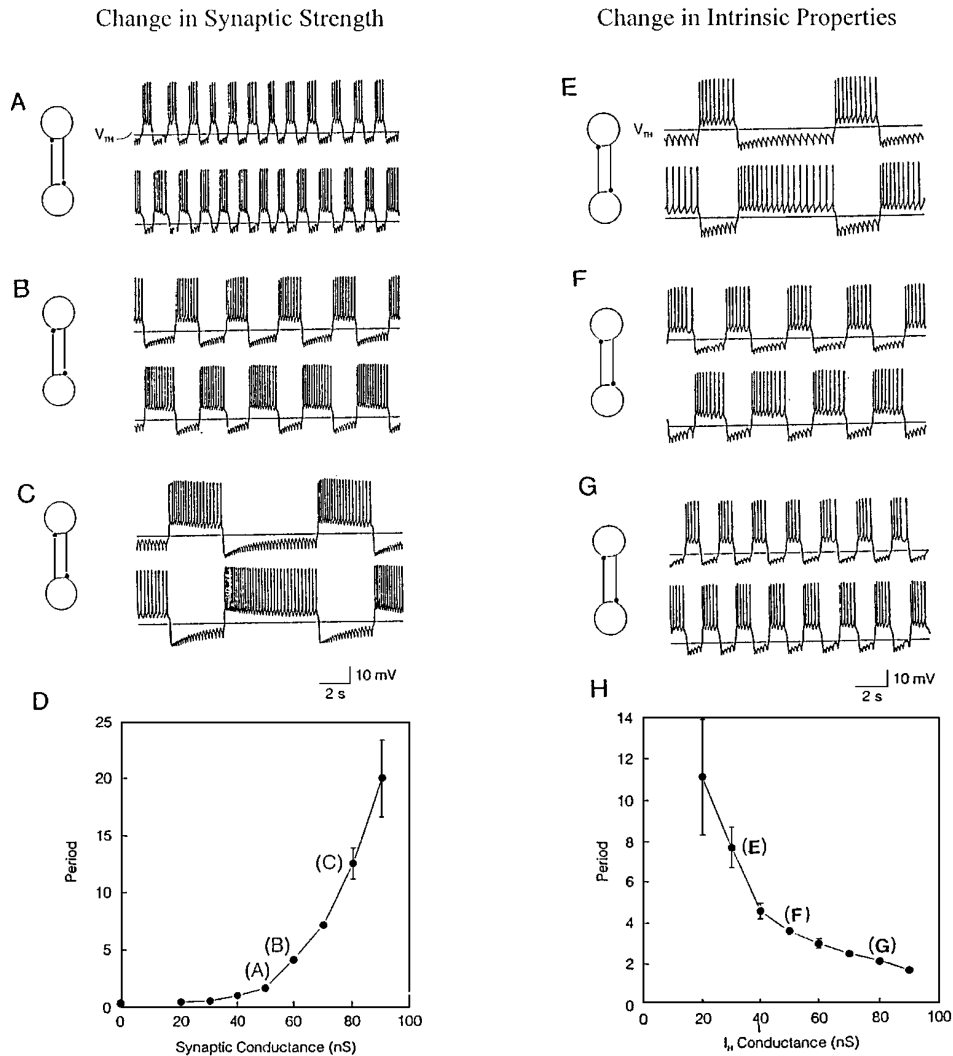 Change in Synaptic Strength
Change in Intrinsic Properties
A
V_TH
B
C
10 mV
2 s
E
V_TH
F
G
10 mV
2 s
D
25
20
15
10
5
0
Period
(A)
(B)
(C)
0 20 40 60 80 100
Synaptic Conductance (nS)
H
14
12
10
8
6
4
2
0
Period
(E)
(F)
(G)
0 20 40 60 80 100
I_H Conductance (nS)